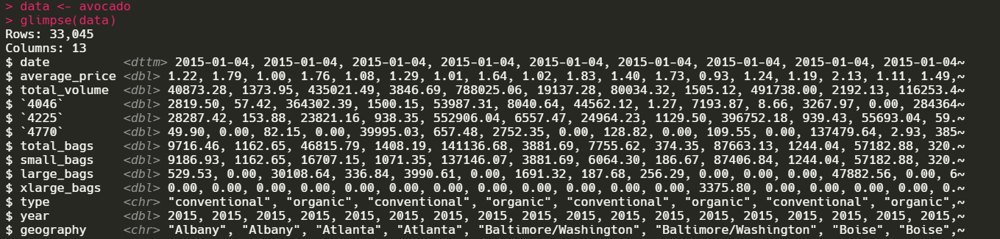 > data <- avocado
> glimpse(data)
Rows: 33,045
Columns: 13
$ date          <dttm> 2015-01-04, 2015-01-04, 2015-01-04, 2015-01-04, 2015-01-04, 2015-01-04, 2015-01-04, 2015-01-04, 2015-01-04~
$ average_price <dbl> 1.22, 1.79, 1.00, 1.76, 1.08, 1.29, 1.01, 1.64, 1.02, 1.83, 1.40, 1.73, 0.93, 1.24, 1.19, 2.13, 1.11, 1.49,~
$ total_volume  <dbl> 40873.28, 1373.95, 435021.49, 3846.69, 788025.06, 19137.28, 80034.32, 1505.12, 491738.00, 2192.13, 116253.4~
$ `4046`        <dbl> 2819.50, 57.42, 364302.39, 1500.15, 53987.31, 8040.64, 44562.12, 1.27, 7193.87, 8.66, 3267.97, 0.00, 284364~
$ `4225`        <dbl> 28287.42, 153.88, 23821.16, 938.35, 552906.04, 6557.47, 24964.23, 1129.50, 396752.18, 939.43, 55693.04, 59.~
$ `4770`        <dbl> 49.90, 0.00, 82.15, 0.00, 39995.03, 657.48, 2752.35, 0.00, 128.82, 0.00, 109.55, 0.00, 137479.64, 2.93, 385~
$ total_bags    <dbl> 9716.46, 1162.65, 46815.79, 1408.19, 141136.68, 3881.69, 7755.62, 374.35, 87663.13, 1244.04, 57182.88, 320.~
$ small_bags    <dbl> 9186.93, 1162.65, 16707.15, 1071.35, 137146.07, 3881.69, 6064.30, 186.67, 87406.84, 1244.04, 57182.88, 320.~
$ large_bags    <dbl> 529.53, 0.00, 30108.64, 336.84, 3990.61, 0.00, 1691.32, 187.68, 256.29, 0.00, 0.00, 0.00, 47882.56, 0.00, 6~
$ xlarge_bags   <dbl> 0.00, 0.00, 0.00, 0.00, 0.00, 0.00, 0.00, 0.00, 0.00, 0.00, 0.00, 0.00, 3375.80, 0.00, 0.00, 0.00, 0.00, 0.~
$ type          <chr> "conventional", "organic", "conventional", "organic", "conventional", "organic", "conventional", "organic",~
$ year          <dbl> 2015, 2015, 2015, 2015, 2015, 2015, 2015, 2015, 2015, 2015, 2015, 2015, 2015, 2015, 2015, 2015, 2015, 2015,~
$ geography     <chr> "Albany", "Albany", "Atlanta", "Atlanta", "Baltimore/Washington", "Baltimore/Washington", "Boise", "Boise",~